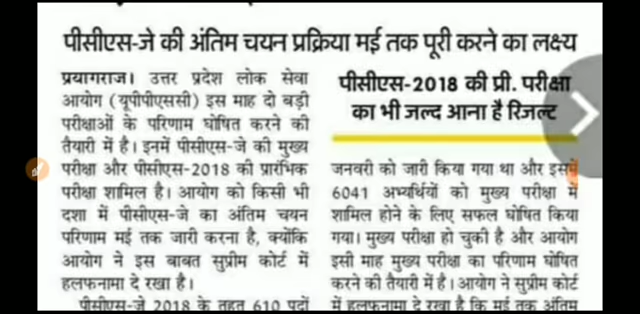 पीसीएस-जे की अंतिम चयन प्रक्रिया मई तक पूरी करने का लक्ष्य
प्रयागराज। उत्तर प्रदेश लोक सेवा
आयोग (यूपीपीएससी) इस माह दो बड़ी
परीक्षाओं के परिणाम घोषित करने की
तैयारी में है। इनमें पीसीएस-जे की मुख्य
परीक्षा और पीसीएस-2018 की प्रारंभिक
परीक्षा शामिल है। आयोग को किसी भी
दशा में पीसीएस-जे का अंतिम चयन
परिणाम मई तक जारी करना है, क्योंकि
आयोग ने इस बाबत सुप्रीम कोर्ट में
हलफनामा दे रखा है।
पीसीएस-जे 2018 के तहत 610 पदों
पीसीएस-2018 की प्री. परीक्षा
का भी जल्द आना है रिजल्ट
जनवरी को जारी किया गया था और इसमें
6041 अभ्यर्थियों को मुख्य परीक्षा में
शामिल होने के लिए सफल घोषित किया
गया। मुख्य परीक्षा हो चुकी है और आयोग
इसी माह मुख्य परीक्षा का परिणाम घोषित
करने की तैयारी में है। आयोग ने सुप्रीम कोर्ट
में हलफनामा दे रखा है कि मई तक अंतिम